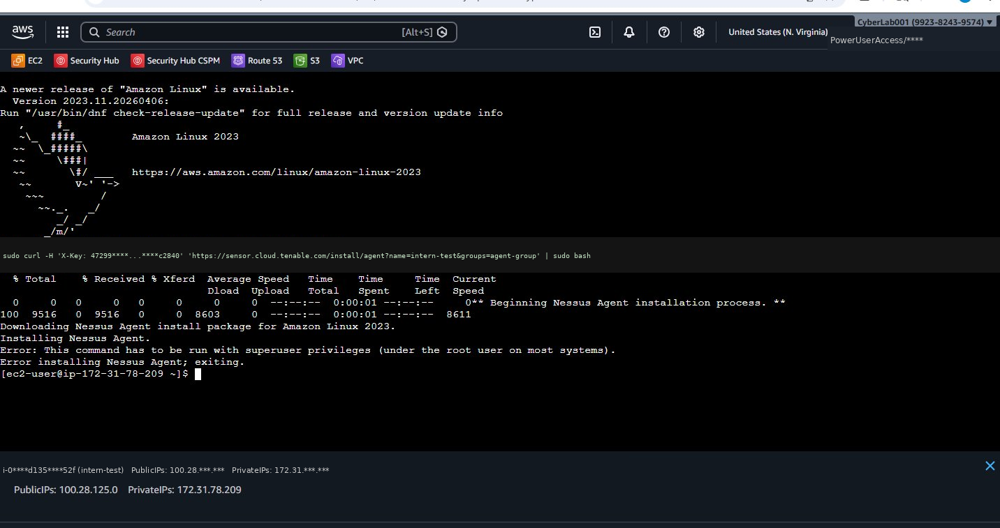 aws
Search [Alt+S] United States (N. Virginia) CyberLab001 (9923-8243-9574) ▼
PowerUserAccess/****
EC2 Security Hub Security Hub CSPM Route 53 S3 VPC
A newer release of "Amazon Linux" is available.
  Version 2023.11.20260406:
Run "/usr/bin/dnf check-release-update" for full release and version update info
   ,     #_
   ~\_  ####_        Amazon Linux 2023
  ~~  \_#####\
  ~~     \###|
  ~~       \#/ ___   https://aws.amazon.com/linux/amazon-linux-2023
   ~~       V~' '->
    ~~~         /
      ~~._.   _/
         _/ _/
       _/m/'
sudo curl -H 'X-Key: 47299****...****c2840' 'https://sensor.cloud.tenable.com/install/agent?name=intern-test&groups=agent-group' | sudo bash
  % Total    % Received % Xferd  Average Speed   Time    Time     Time  Current
                                 Dload  Upload   Total   Spent    Left  Speed
  0     0   0     0   0     0      0      0  --:--:--  0:00:01 --:--:--     0** Beginning Nessus Agent installation process. **
100  9516   0  9516   0     0   8603      0  --:--:--  0:00:01 --:--:--  8611
Downloading Nessus Agent install package for Amazon Linux 2023.
Installing Nessus Agent.
Error: This command has to be run with superuser privileges (under the root user on most systems).
Error installing Nessus Agent; exiting.
[ec2-user@ip-172-31-78-209 ~]$
i-0****d135****52f (intern-test) PublicIPs: 100.28.***.*** PrivateIPs: 172.31.***.***
PublicIPs: 100.28.125.0 PrivateIPs: 172.31.78.209